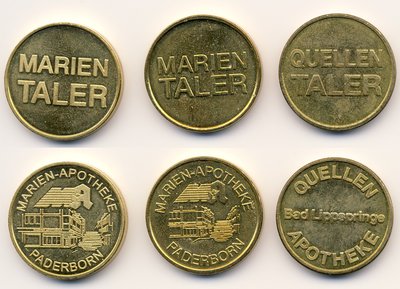 MARIEN
TALER
MARIEN
TALER
QUELLEN
TALER
MARIEN-APOTHEKE
PADERBORN
MARIEN-APOTHEKE
PADERBORN
QUELLEN
Bad Lippspringe
APOTHEKE